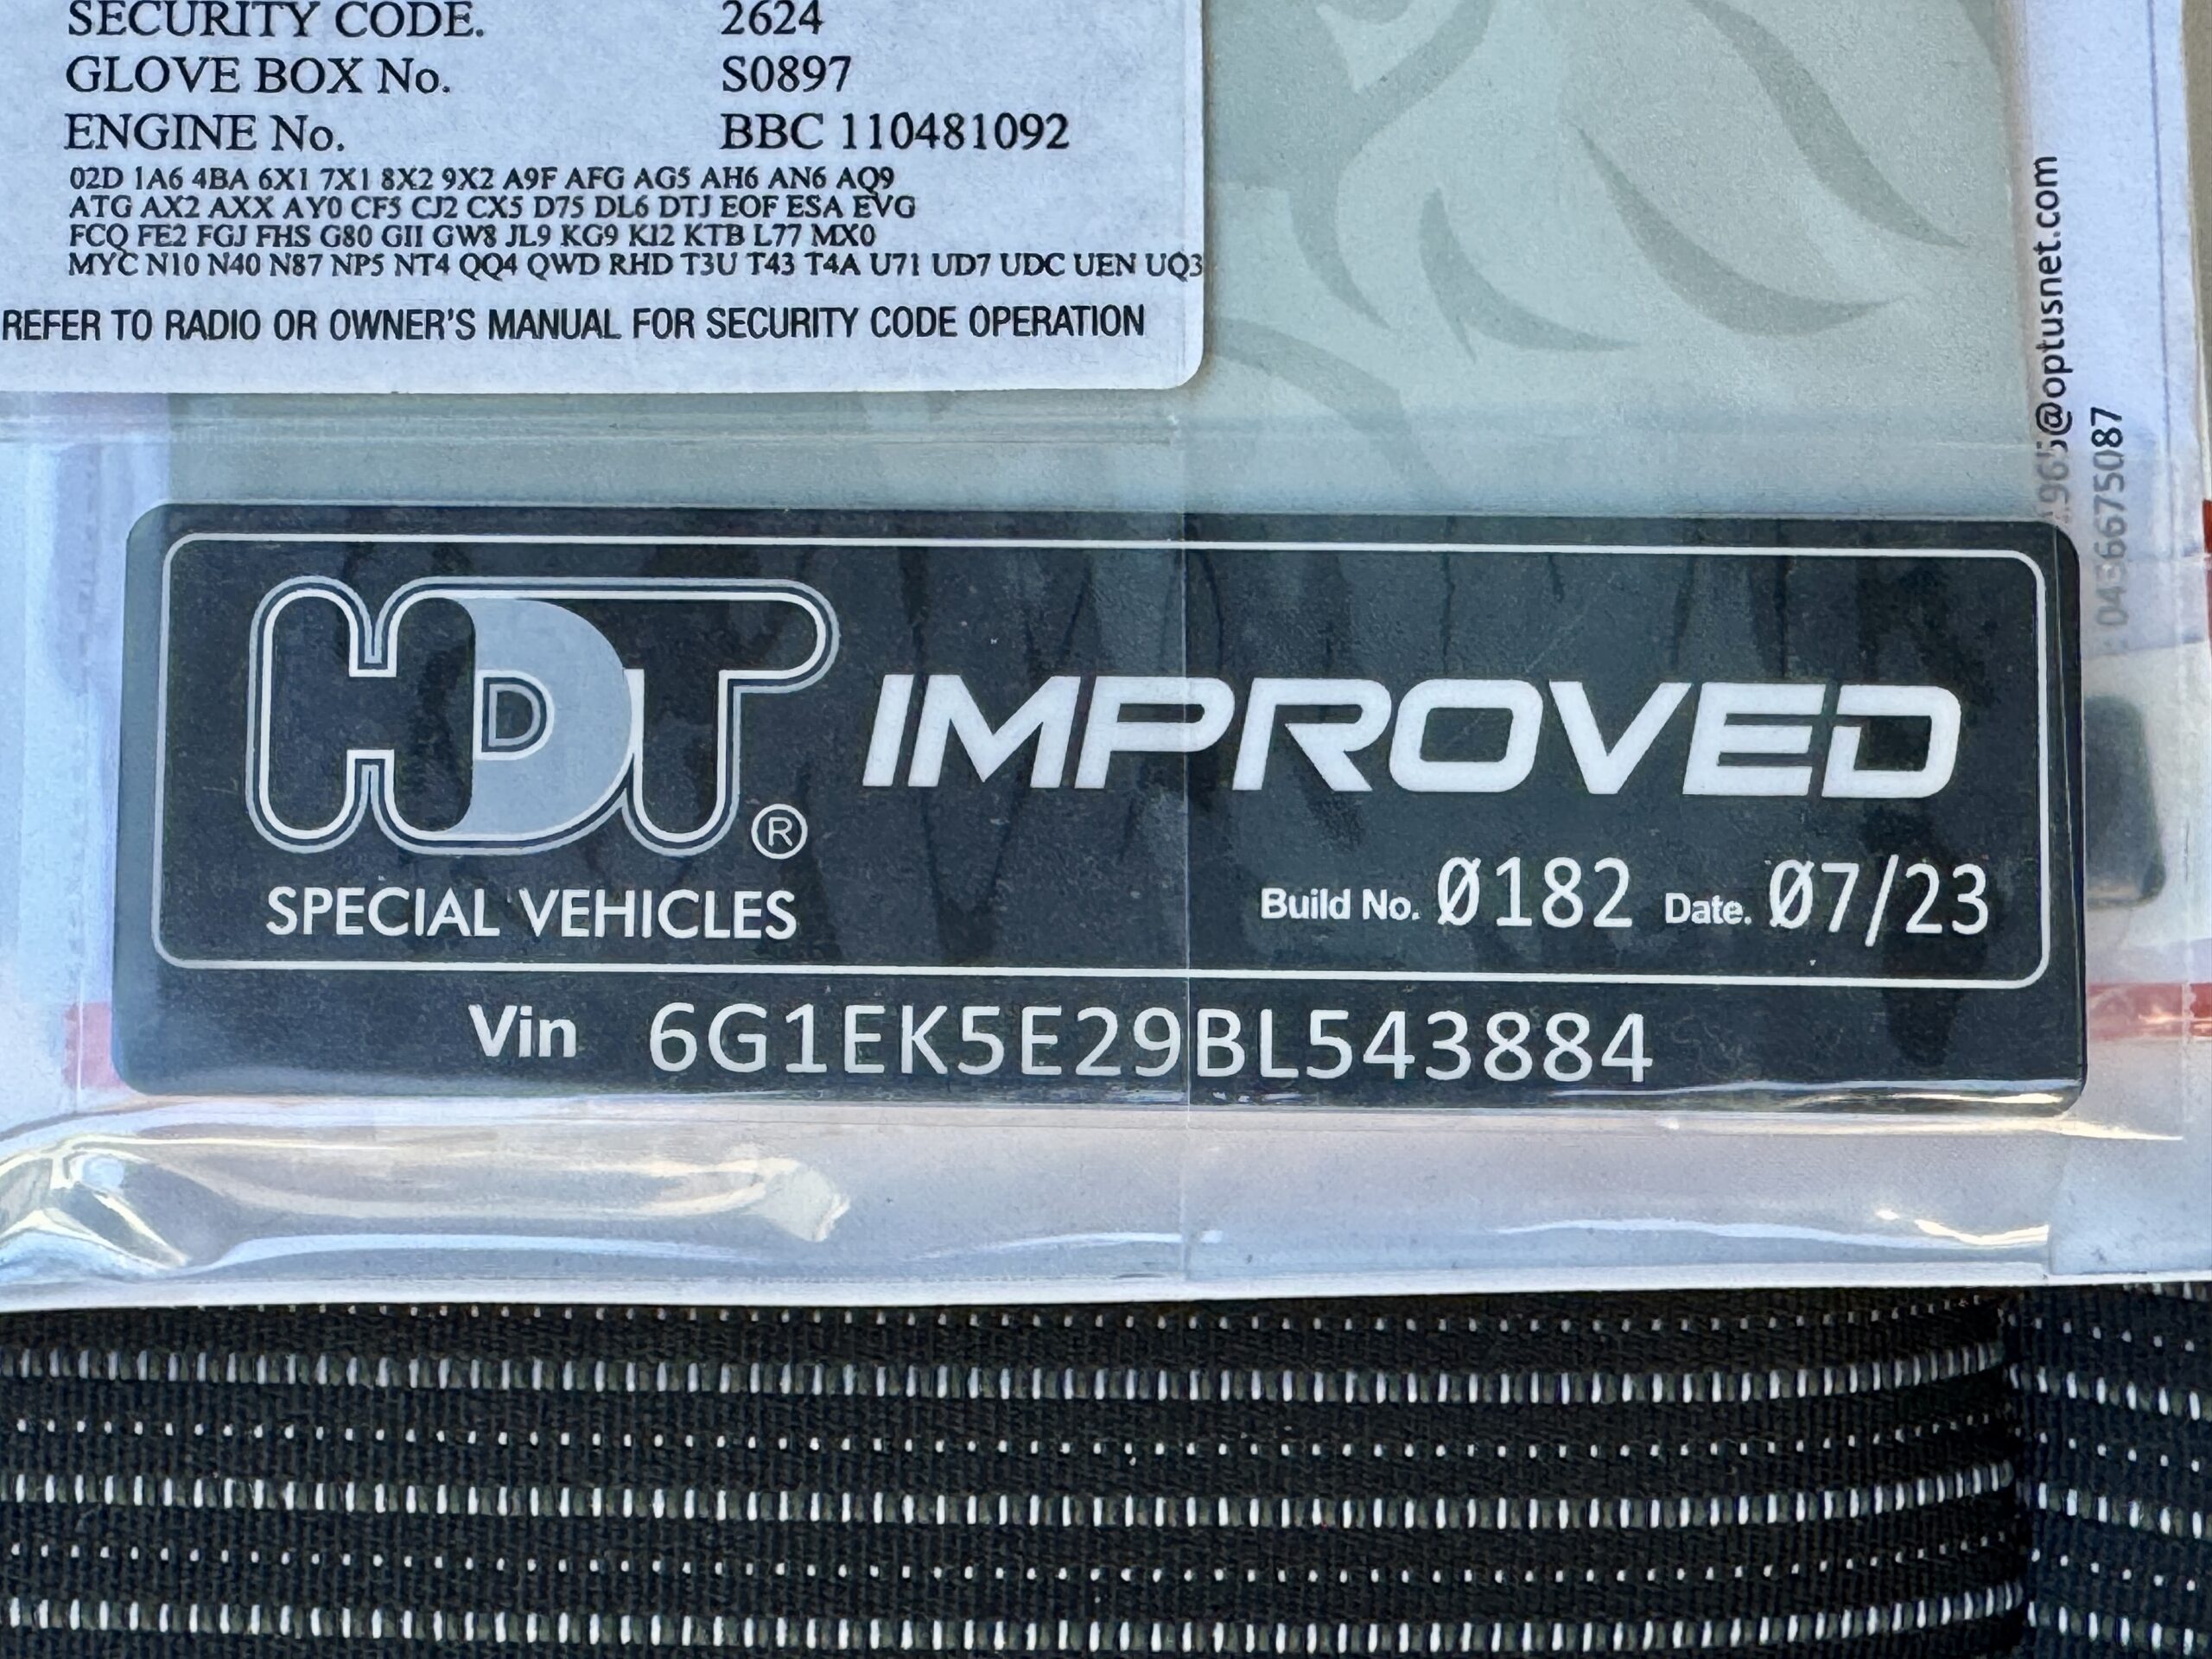 SECURITY CODE. 2624
GLOVE BOX No. S0897
ENGINE No. BBC 110481092
02D 1A6 4BA 6X1 7X1 8X2 9X2 A9F AFG AG5 AH6 AN6 AQ9
ATG AX2 AXX AY0 CF5 CJ2 CX5 D75 DL6 DTJ EOF ESA EVG
FCQ FE2 FGJ FHS G80 GII GW8 JL9 KG9 KI2 KTB L77 MX0
MYC N10 N40 N87 NP5 NT4 QQ4 QWD RHD T3U T43 T4A U71 UD7 UDC UEN UQ3
REFER TO RADIO OR OWNER'S MANUAL FOR SECURITY CODE OPERATION
1965@optusnet.com
: 0436675087
HDT® IMPROVED
SPECIAL VEHICLES
Build No. 0182 Date. 07/23
Vin 6G1EK5E29BL543884